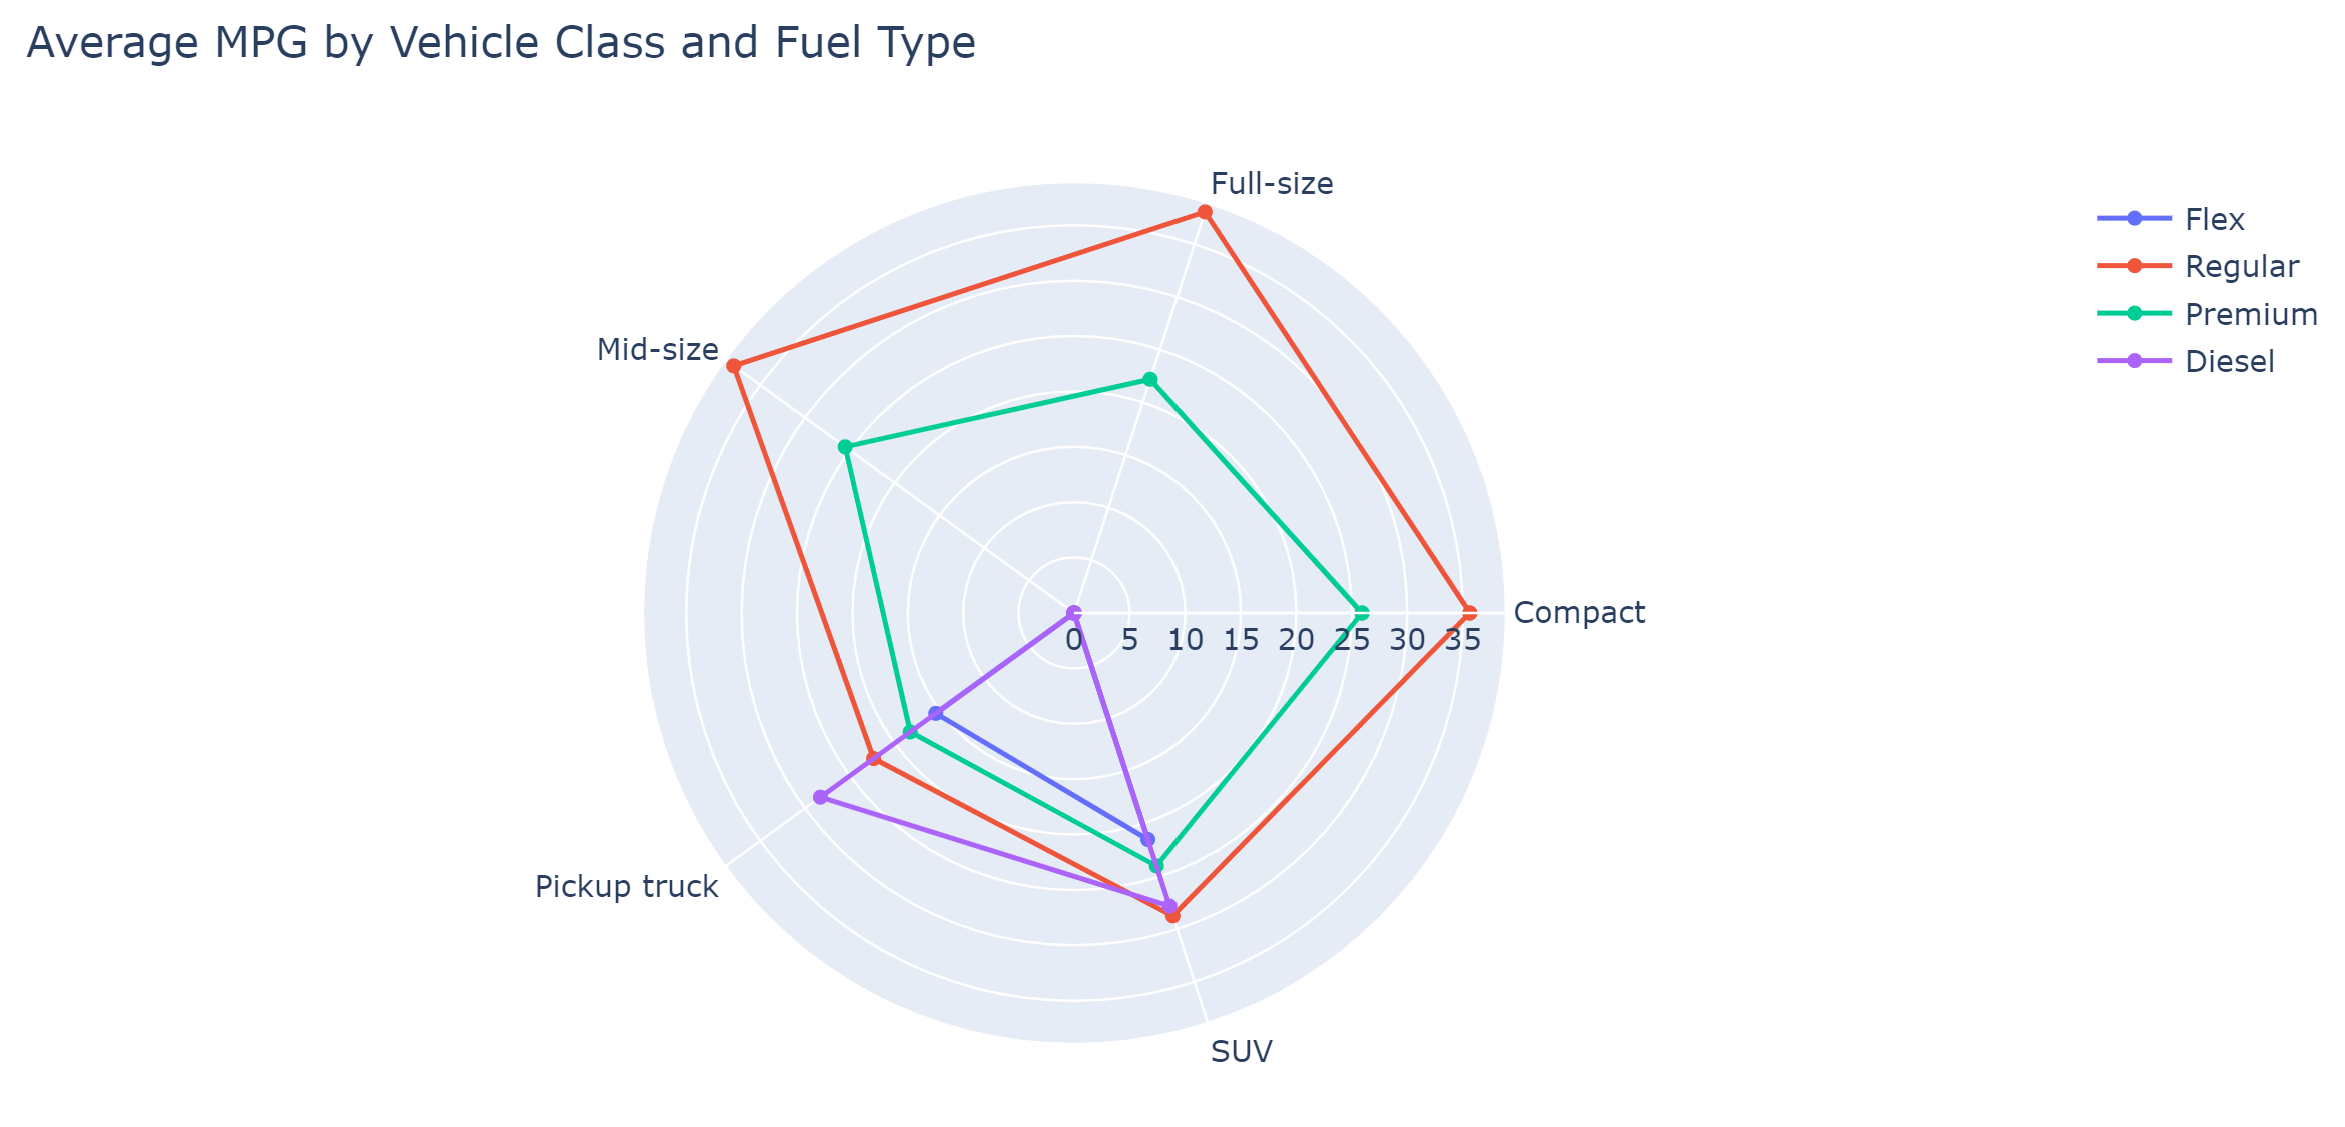 Average MPG by Vehicle Class and Fuel Type
Full-size
Flex
Regular
Premium
Diesel
Mid-size
Compact
0 5 10 15 20 25 30 35
Pickup truck
SUV